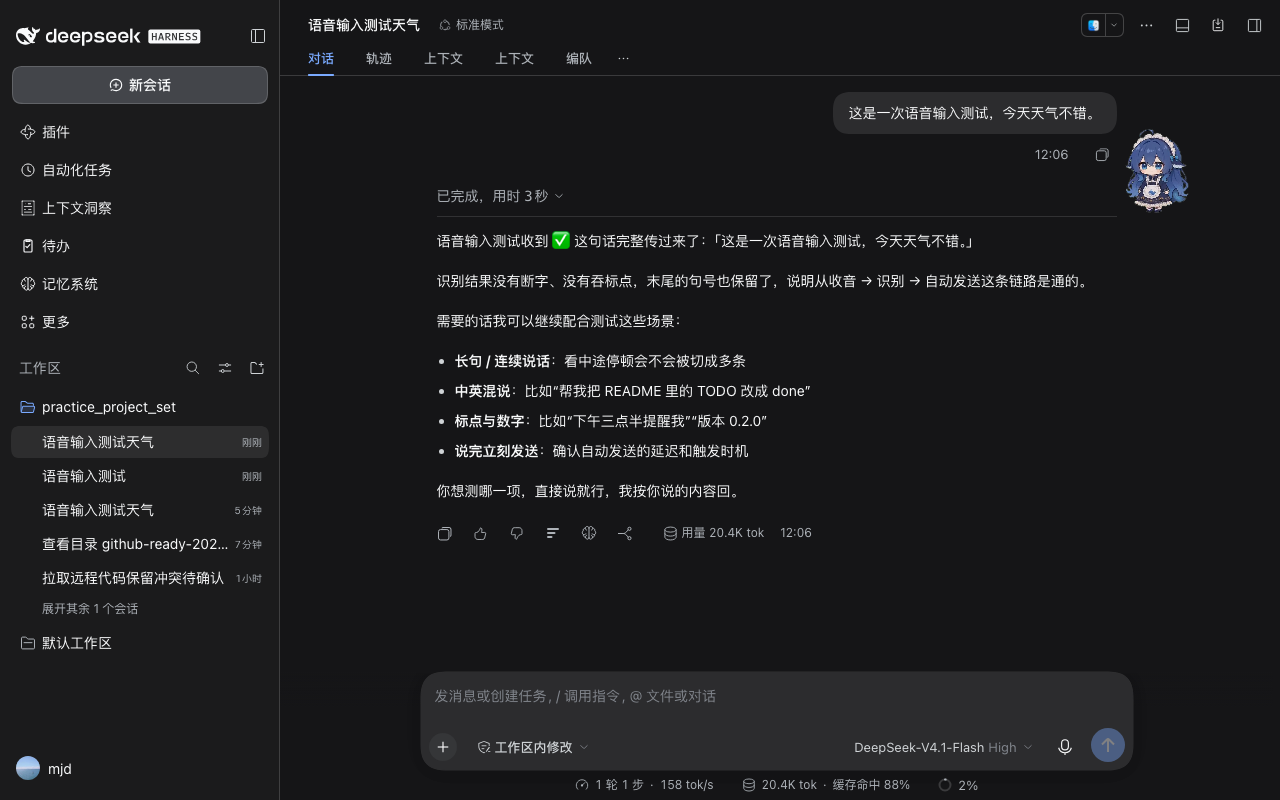 deepseek HARNESS
新会话
插件
自动化任务
上下文洞察
待办
记忆系统
更多
工作区
practice_project_set
语音输入测试天气 刚刚
语音输入测试 刚刚
语音输入测试天气 5分钟
查看目录 github-ready-202... 7分钟
拉取远程代码保留冲突待确认 1小时
展开其余 1 个会话
默认工作区
mjd
语音输入测试天气 标准模式
对话 轨迹 上下文 上下文 编队 ...
这是一次语音输入测试，今天天气不错。
12:06
已完成，用时 3 秒
语音输入测试收到 ✅ 这句话完整传过来了：「这是一次语音输入测试，今天天气不错。」
识别结果没有断字、没有吞标点，末尾的句号也保留了，说明从收音 → 识别 → 自动发送这条链路是通的。
需要的话我可以继续配合测试这些场景：
• 长句 / 连续说话：看中途停顿会不会被切成多条
• 中英混说：比如“帮我把 README 里的 TODO 改成 done”
• 标点与数字：比如“下午三点半提醒我”“版本 0.2.0”
• 说完立刻发送：确认自动发送的延迟和触发时机
你想测哪一项，直接说就行，我按你说的内容回。
用量 20.4K tok 12:06
发消息或创建任务, / 调用指令, @ 文件或对话
工作区内修改 DeepSeek-V4.1-Flash High
1 轮 1 步 · 158 tok/s 20.4K tok · 缓存命中 88% 2%